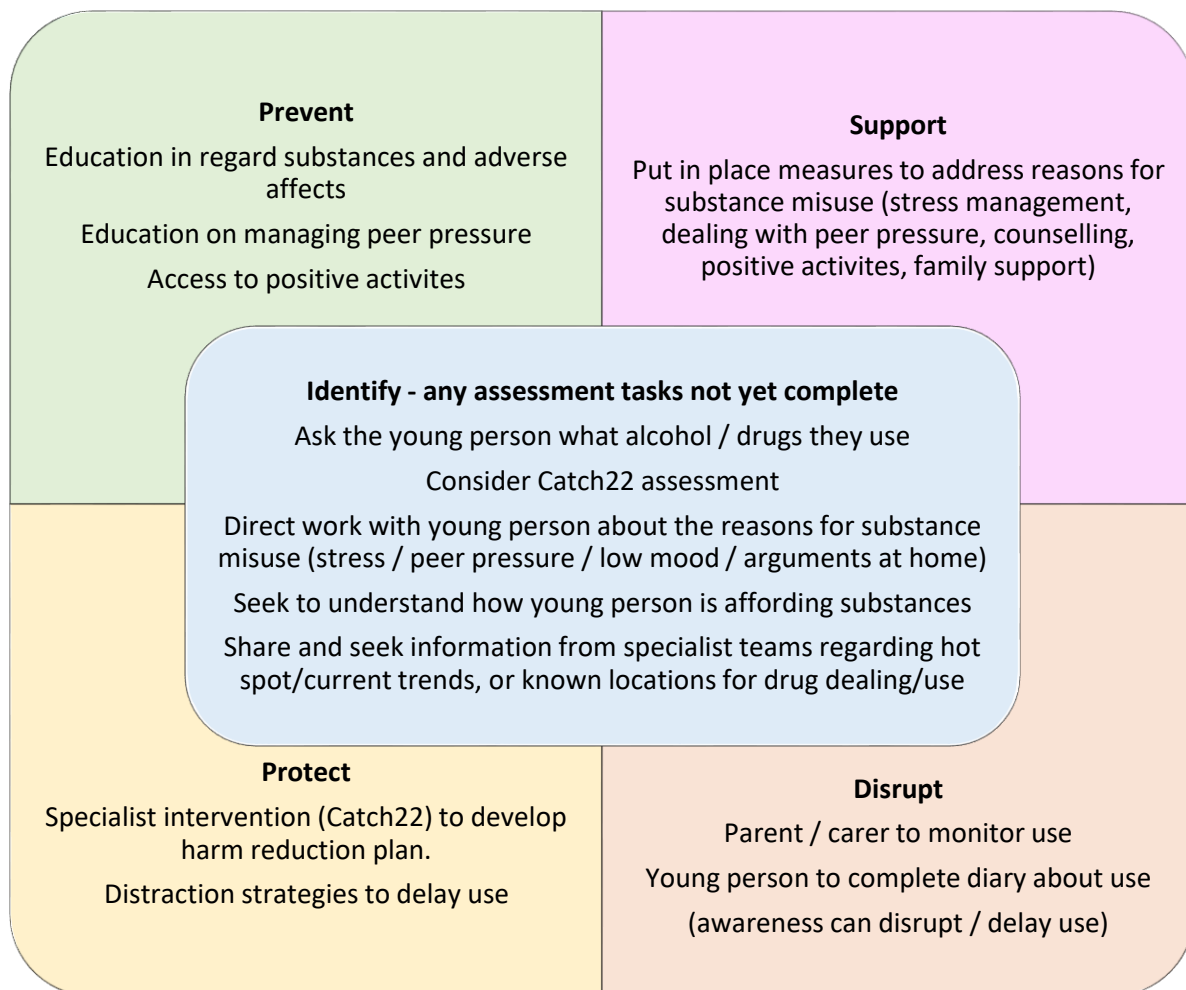 Prevent
Education in regard substances and adverse
affects
Education on managing peer pressure
Access to positive activites
Support
Put in place measures to address reasons for
substance misuse (stress management,
dealing with peer pressure, counselling,
positive activites, family support)
Identify - any assessment tasks not yet complete
Ask the young person what alcohol / drugs they use
Consider Catch22 assessment
Direct work with young person about the reasons for substance
misuse (stress / peer pressure / low mood / arguments at home)
Seek to understand how young person is affording substances
Share and seek information from specialist teams regarding hot
spot/current trends, or known locations for drug dealing/use
Protect
Specialist intervention (Catch22) to develop
harm reduction plan.
Distraction strategies to delay use
Disrupt
Parent / carer to monitor use
Young person to complete diary about use
(awareness can disrupt / delay use)